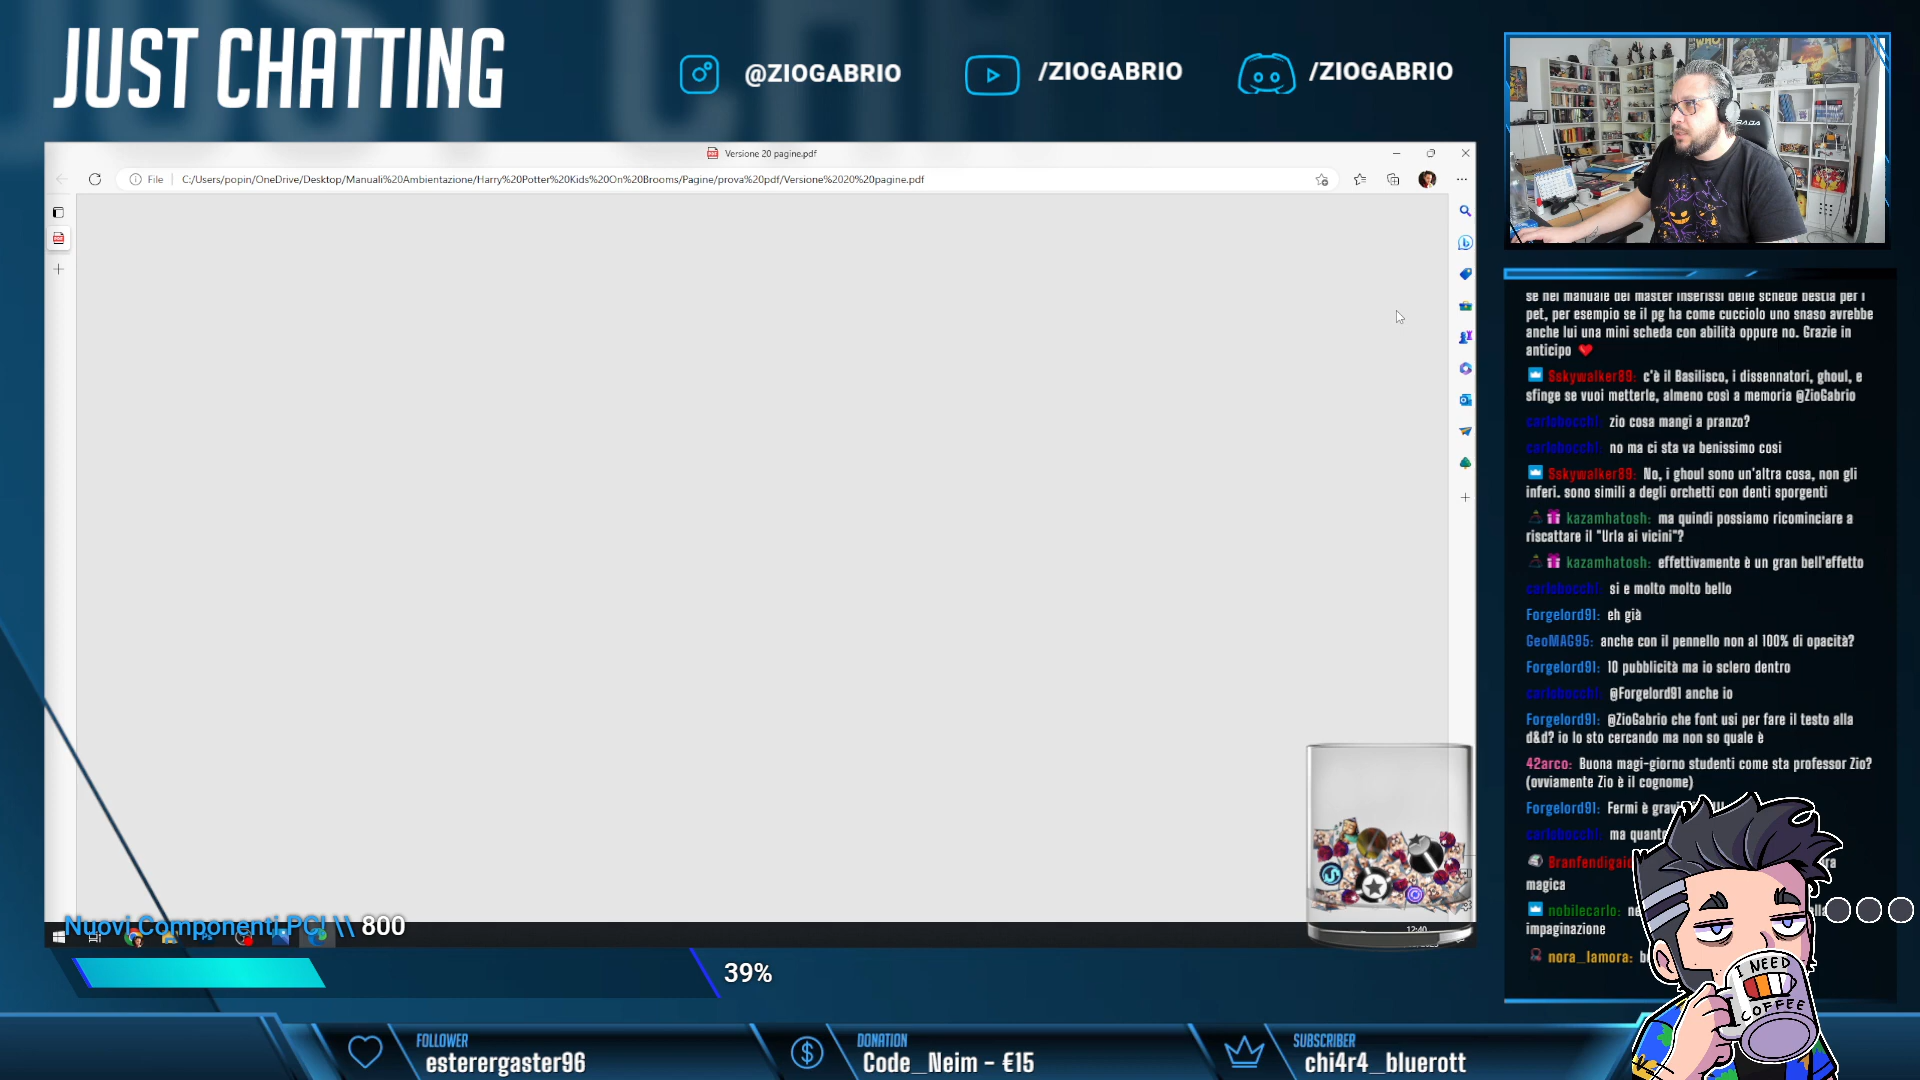 JUST CHATTING
@ZIOGABRIO
/ZIOGABRIO
/ZIOGABRIO
Versione 20 pagine.pdf
File
C:/Users/popin/OneDrive/Desktop/Manuali%20Ambientazione/Harry%20Potter%20Kids%20On%20Brooms/Pagine/prova%20pdf/Versione%2020%20pagine.pdf
se nel manuale del master inserissi delle schede bestia per i
pet, per esempio se il pg ha come cucciolo uno snaso avrebbe
anche lui una mini scheda con abilità oppure no. Grazie in
anticipo
Sskywalker89: c'è il Basilisco, i dissennatori, ghoul, e
sfinge se vuoi metterle, almeno così a memoria @ZioGabrio
carlobocch!: zio cosa mangi a pranzo?
carlobocch!: no ma ci sta va benissimo cosi
Sskywalker89: No, i ghoul sono un'altra cosa, non gli
inferi. sono simili a degli orchetti con denti sporgenti
kazamhatosh: ma quindi possiamo ricominciare a
riscattare il "Urla ai vicini"?
kazamhatosh: effettivamente è un gran bell'effetto
carlobocch!: si e molto molto bello
Forgelord91: eh già
GeoMAG95: anche con il pennello non al 100% di opacità?
Forgelord91: 10 pubblicità ma io sclero dentro
carlobocch!: @Forgelord91 anche io
Forgelord91: @ZioGabrio che font usi per fare il testo alla
d&d? io lo sto cercando ma non so quale è
42arco: Buona magi-giorno studenti come sta professor Zio?
(ovviamente Zio è il cognome)
Forgelord91: Fermi è
carlobocch!: ma
magica
nobilecarlo:
impaginazione
nora_lamora:
I NEED
COFFEE
12:40
Nuovi Componenti PC! \\ 800
39%
FOLLOWER
esterergaster96
DONATION
Code_Neim - €15
SUBSCRIBER
chi4r4_bluerott